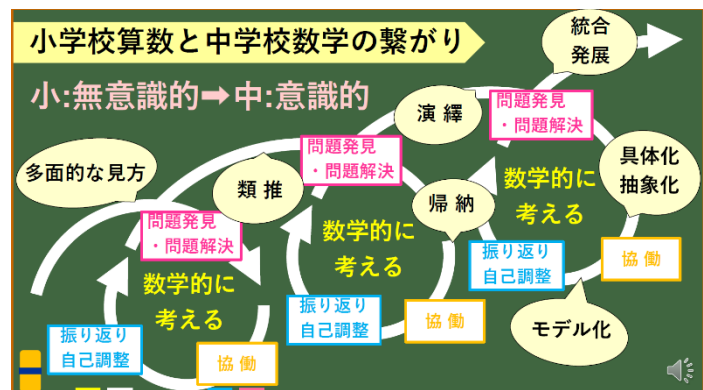 小学校算数と中学校数学の繋がり
小:無意識的➡中:意識的
統合
発展
演繹
問題発見
・問題解決
具体化
抽象化
多面的な見方
類推
問題発見
・問題解決
帰納
数学的に
考える
問題発見
・問題解決
数学的に
考える
振り返り
自己調整
協働
数学的に
考える
振り返り
自己調整
協働
モデル化
振り返り
自己調整
協働